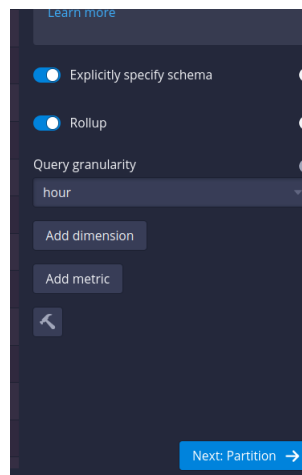 Learn more
Explicitly specify schema
Rollup
Query granularity
hour
Add dimension
Add metric
Next: Partition